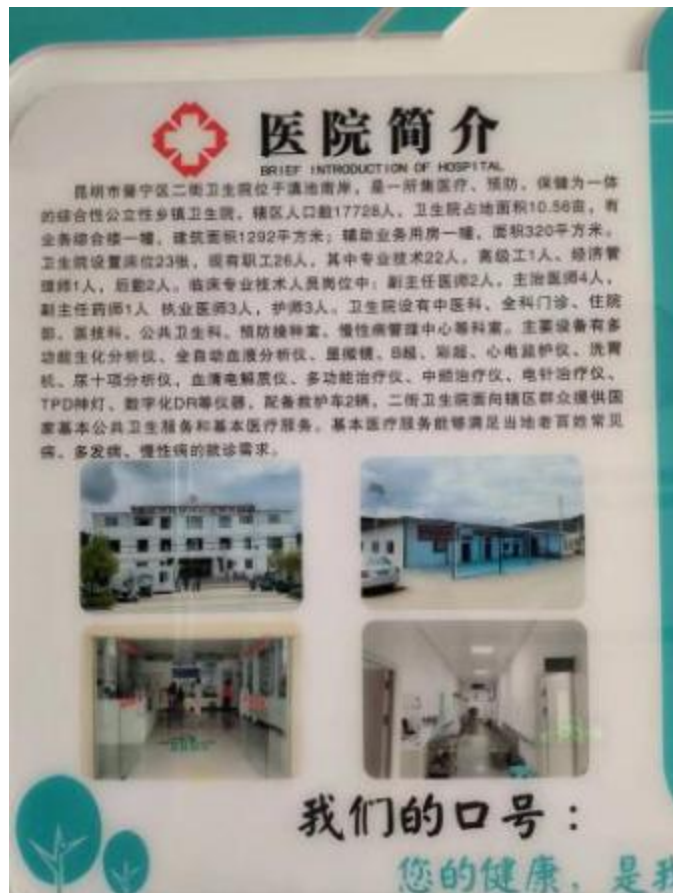 医院简介
BRIEF INTRODUCTION OF HOSPITAL
昆明市晋宁区二街卫生院位于滇池南岸，是一所集医疗、预防、保健为一体
的综合性公立性乡镇卫生院，辖区人口数17728人，卫生院占地面积10.56亩，有
业务综合楼一幢，建筑面积1292平方米；辅助业务用房一幢，面积320平方米。
卫生院设置床位23张，现有职工26人，其中专业技术22人，高级工1人、经济管
理师1人，后勤2人。临床专业技术人员岗位中：副主任医师2人，主治医师4人，
副主任药师1人 执业医师3人，护师3人。卫生院设有中医科、全科门诊、住院
部、医技科、公共卫生科、预防接种室、慢性病管理中心等科室。主要设备有多
功能生化分析仪、全自动血液分析仪、显微镜、B超、彩超、心电监护仪、洗胃
机、尿十项分析仪，血清电解质仪、多功能治疗仪、中频治疗仪、电针治疗仪、
TPD神灯、数字化DR等仪器，配备救护车2辆，二街卫生院面向辖区群众提供国
家基本公共卫生服务和基本医疗服务。基本医疗服务能够满足当地老百姓常见
病、多发病、慢性病的就诊需求。
我们的口号：
您的健康，是我